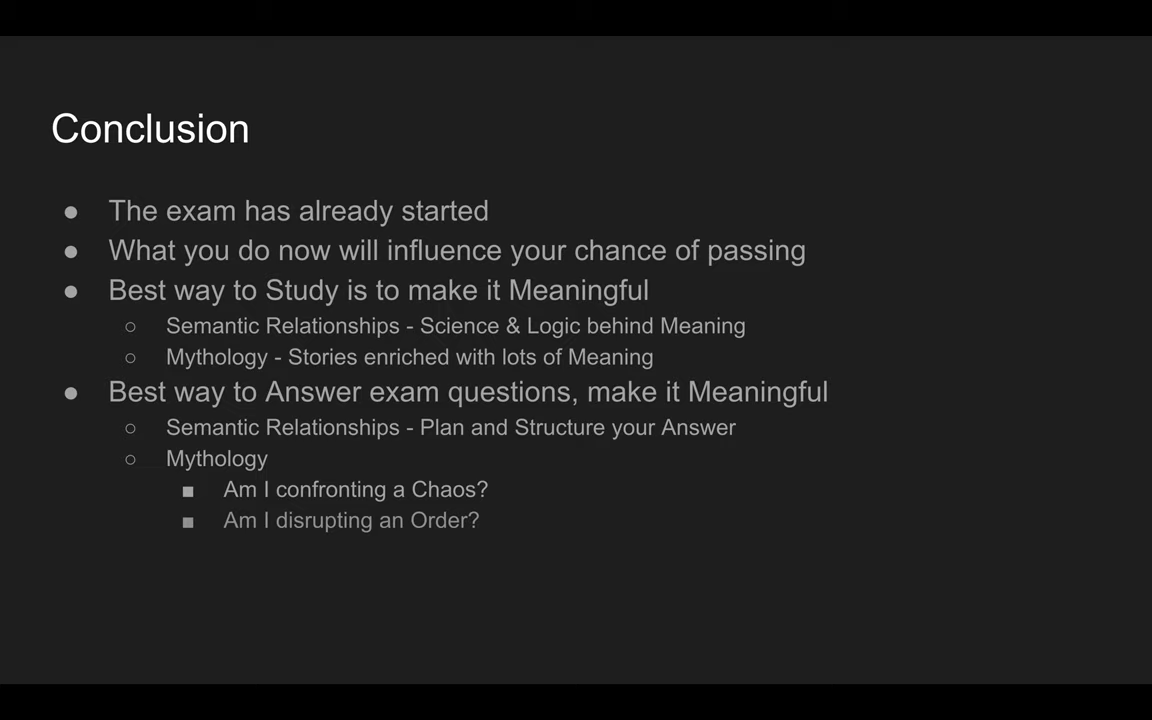 Conclusion
● The exam has already started
● What you do now will influence your chance of passing
● Best way to Study is to make it Meaningful
○ Semantic Relationships - Science & Logic behind Meaning
○ Mythology - Stories enriched with lots of Meaning
● Best way to Answer exam questions, make it Meaningful
○ Semantic Relationships - Plan and Structure your Answer
○ Mythology
■ Am I confronting a Chaos?
■ Am I disrupting an Order?